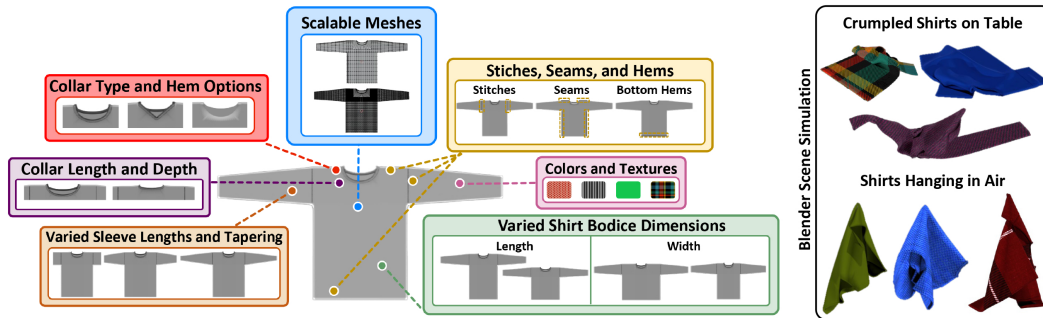 Scalable Meshes
Collar Type and Hem Options
Stiches, Seams, and Hems
Stitches
Seams
Bottom Hems
Collar Length and Depth
Colors and Textures
Varied Sleeve Lengths and Tapering
Varied Shirt Bodice Dimensions
Length
Width
Blender Scene Simulation
Crumpled Shirts on Table
Shirts Hanging in Air